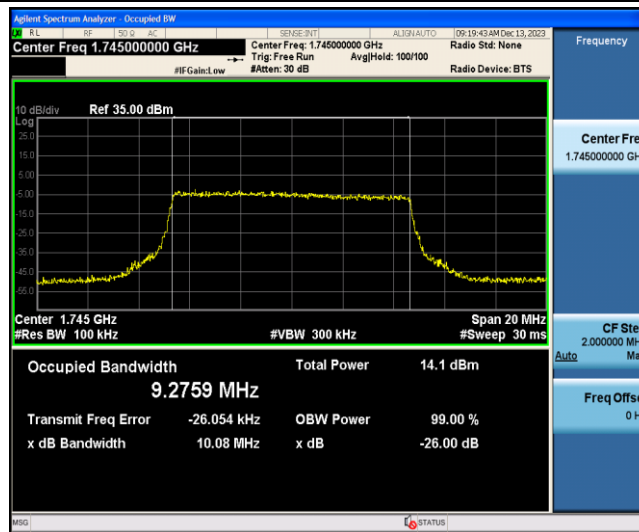 Agilent Spectrum Analyzer - Occupied BW
RL RF 50 Ω AC SENSE:INT ALIGN AUTO 09:19:43 AM Dec 13, 2023
Center Freq 1.745000000 GHz Center Freq: 1.745000000 GHz Radio Std: None Frequency
Trig: Free Run Avg|Hold: 100/100
#IFGain:Low #Atten: 30 dB Radio Device: BTS
10 dB/div Ref 35.00 dBm
Log
25.0
15.0
5.00
-5.00
-15.0
-25.0
-35.0
-45.0
-55.0
Center Fre
1.745000000 GH
Center 1.745 GHz Span 20 MHz
#Res BW 100 kHz #VBW 300 kHz #Sweep 30 ms
CF Ste
2.000000 MH
Auto Ma
Occupied Bandwidth Total Power 14.1 dBm
9.2759 MHz
Transmit Freq Error -26.054 kHz OBW Power 99.00 %
x dB Bandwidth 10.08 MHz x dB -26.00 dB
Freq Offse
0 H
MSG STATUS